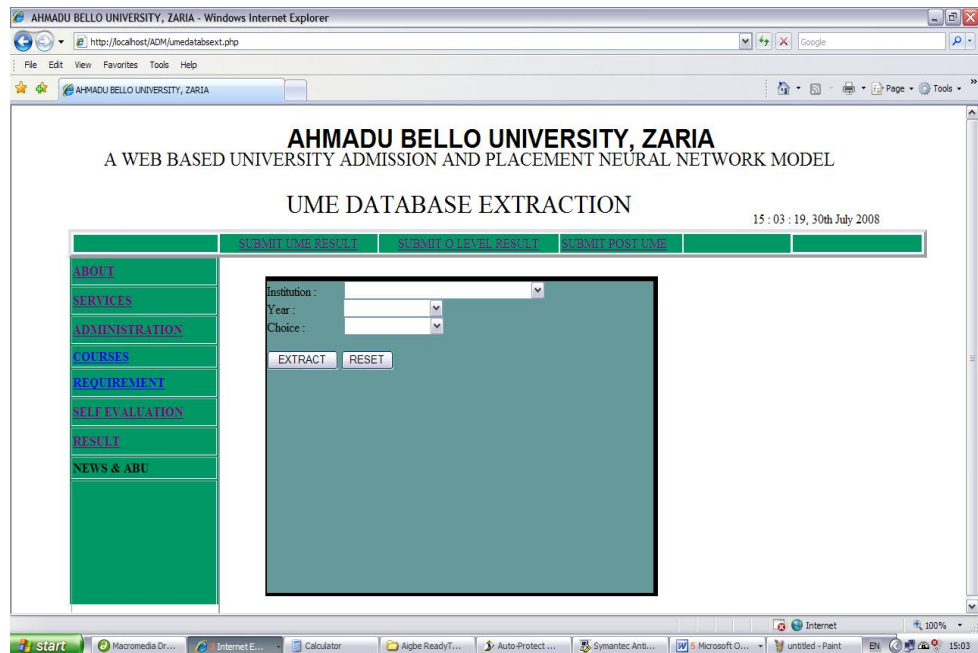 AHMADU BELLO UNIVERSITY, ZARIA - Windows Internet Explorer
http://localhost/ADM/umedatabsext.php
Google
File Edit View Favorites Tools Help
AHMADU BELLO UNIVERSITY, ZARIA
Page Tools
AHMADU BELLO UNIVERSITY, ZARIA
A WEB BASED UNIVERSITY ADMISSION AND PLACEMENT NEURAL NETWORK MODEL
UME DATABASE EXTRACTION
15 : 03 : 19, 30th July 2008
SUBMIT UME RESULT SUBMIT O LEVEL RESULT SUBMIT POST UME
ABOUT
SERVICES
ADMINISTRATION
COURSES
REQUIREMENT
SELF EVALUATION
RESULT
NEWS & ABU
Institution :
Year :
Choice :
EXTRACT RESET
Internet 100%
start Macromedia Dr... 2 Internet E... Calculator Aigbe ReadyT... Auto-Protect ... Symantec Anti... 5 Microsoft O... untitled - Paint EN 15:03